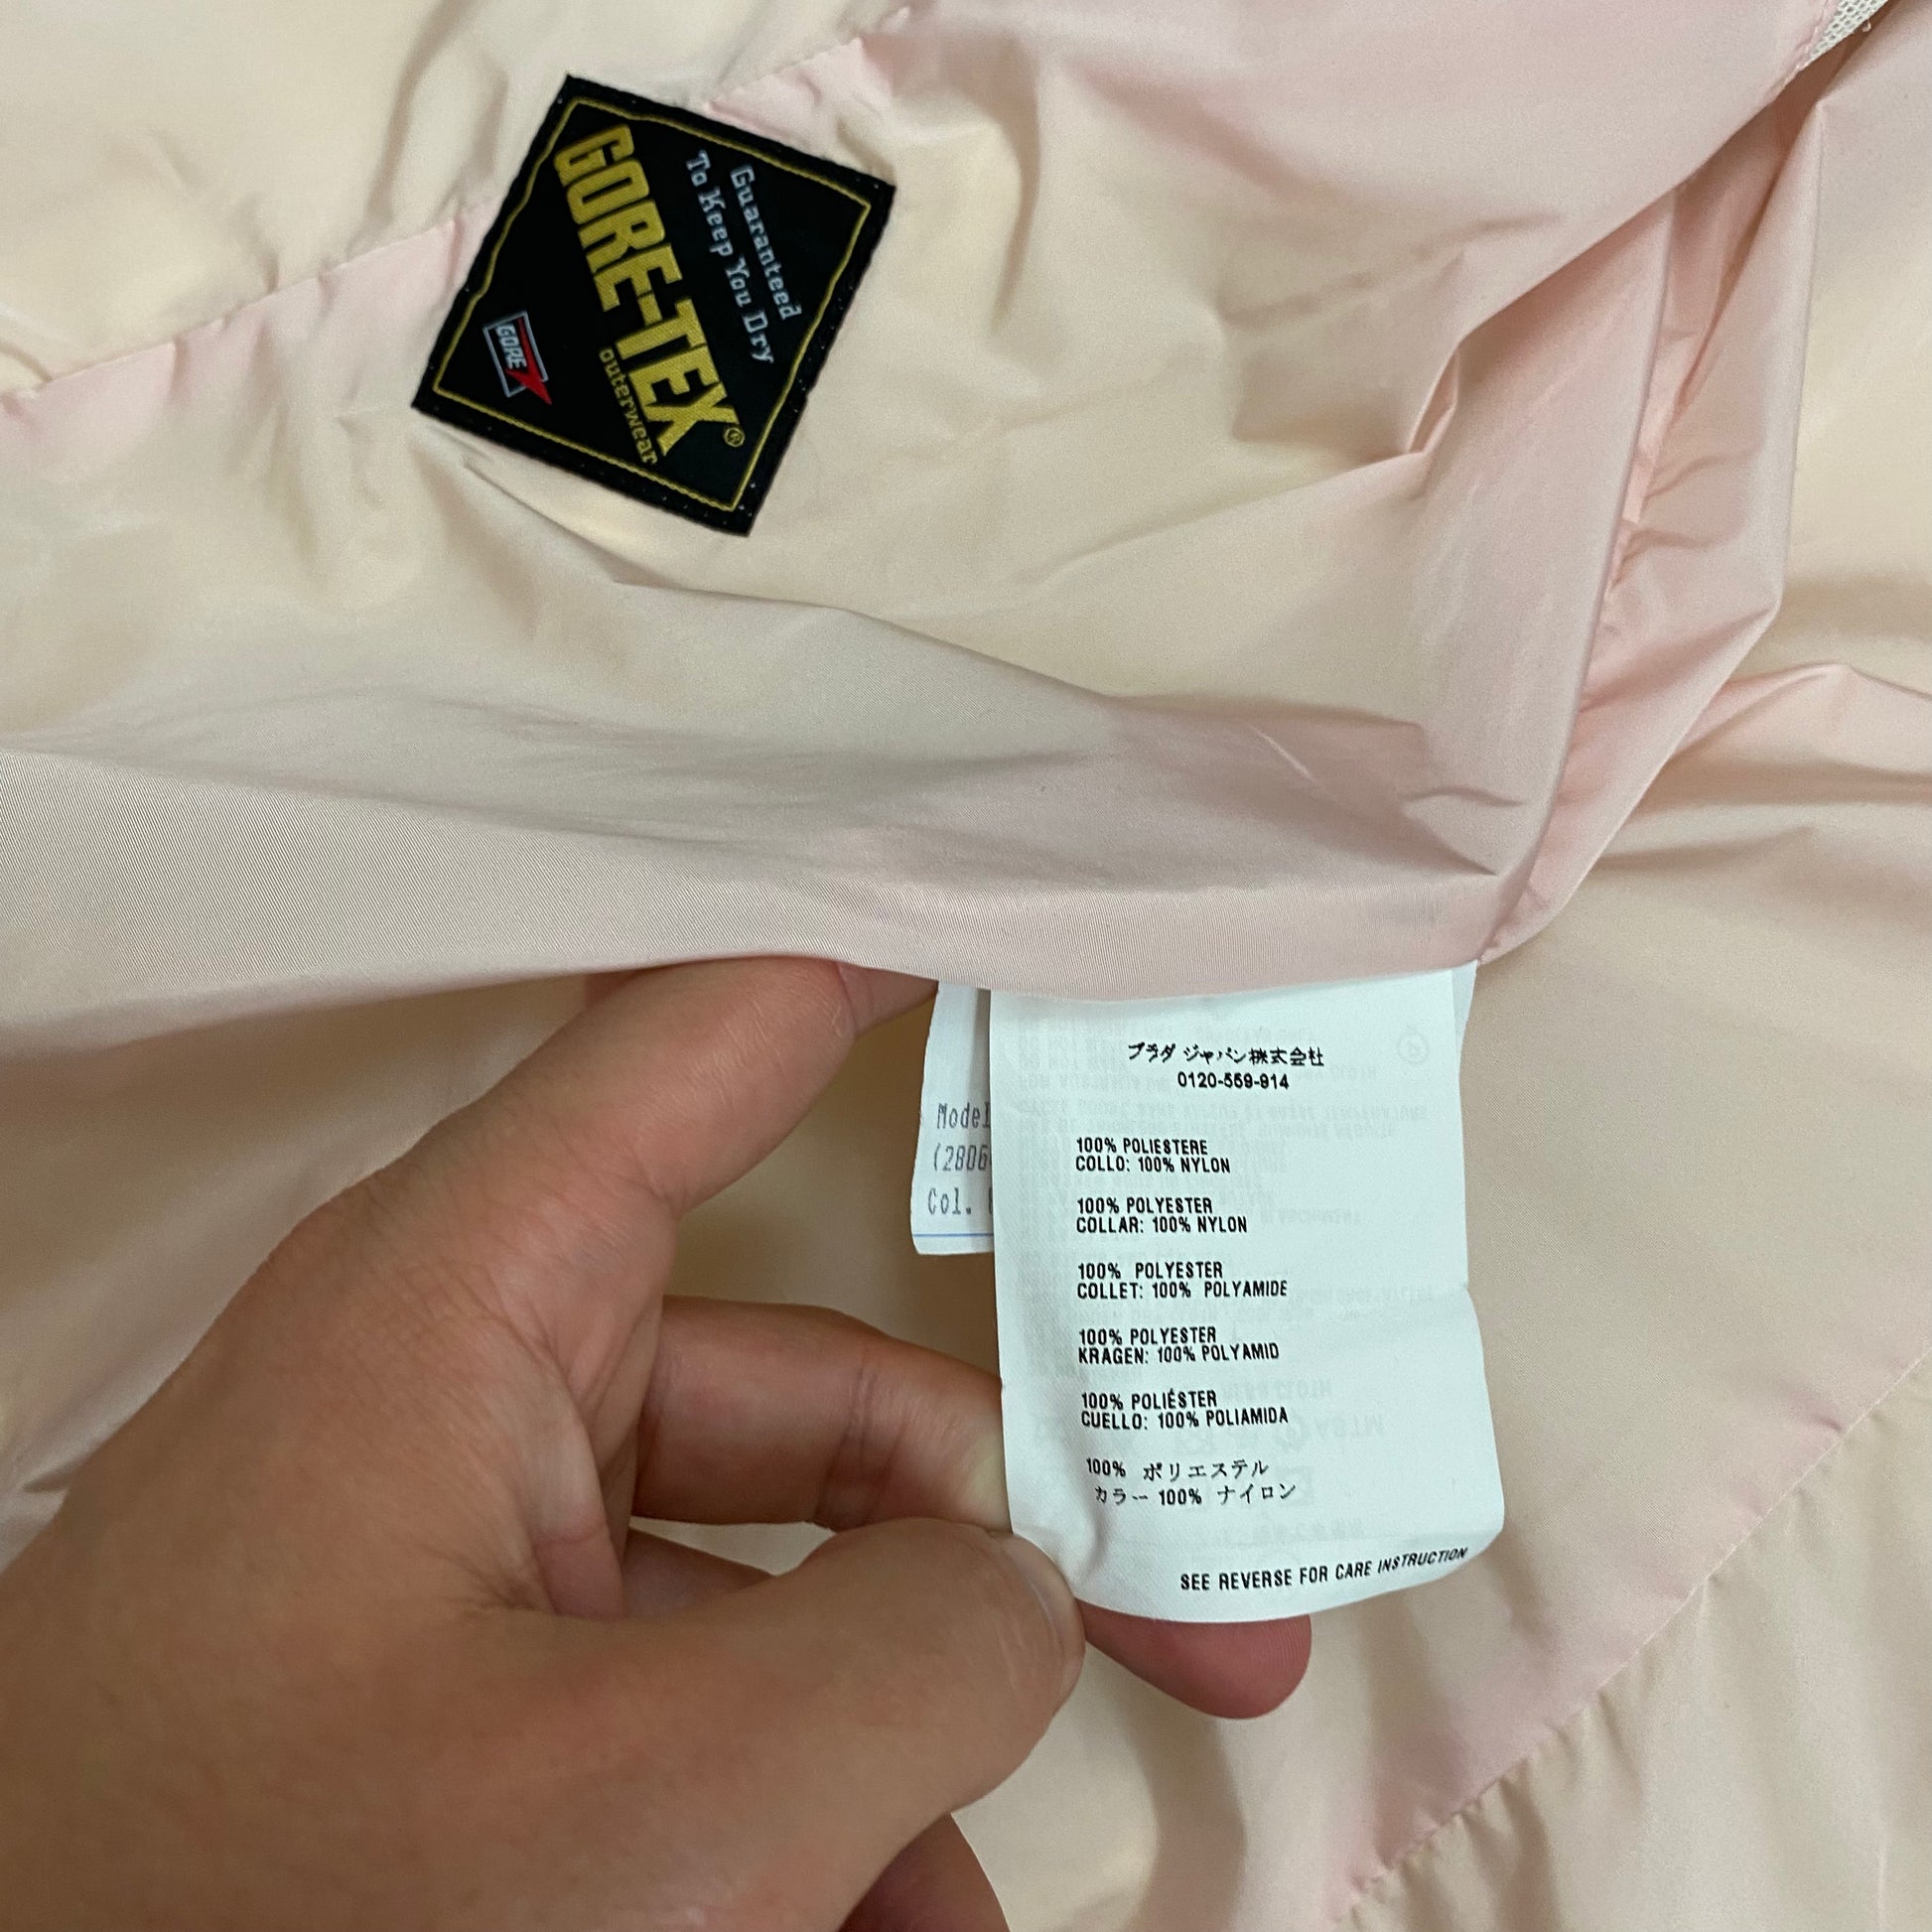 Guaranteed
To Keep You Dry
GORE-TEX®
outerwear
GORE
Model
(2806
Col.
プラダ ジャパン株式会社
0120-559-914
100% POLIESTERE
COLLO: 100% NYLON
100% POLYESTER
COLLAR: 100% NYLON
100% POLYESTER
COLLET: 100% POLYAMIDE
100% POLYESTER
KRAGEN: 100% POLYAMID
100% POLIÉSTER
CUELLO: 100% POLIAMIDA
100% ポリエステル
カラー 100% ナイロン
SEE REVERSE FOR CARE INSTRUCTION